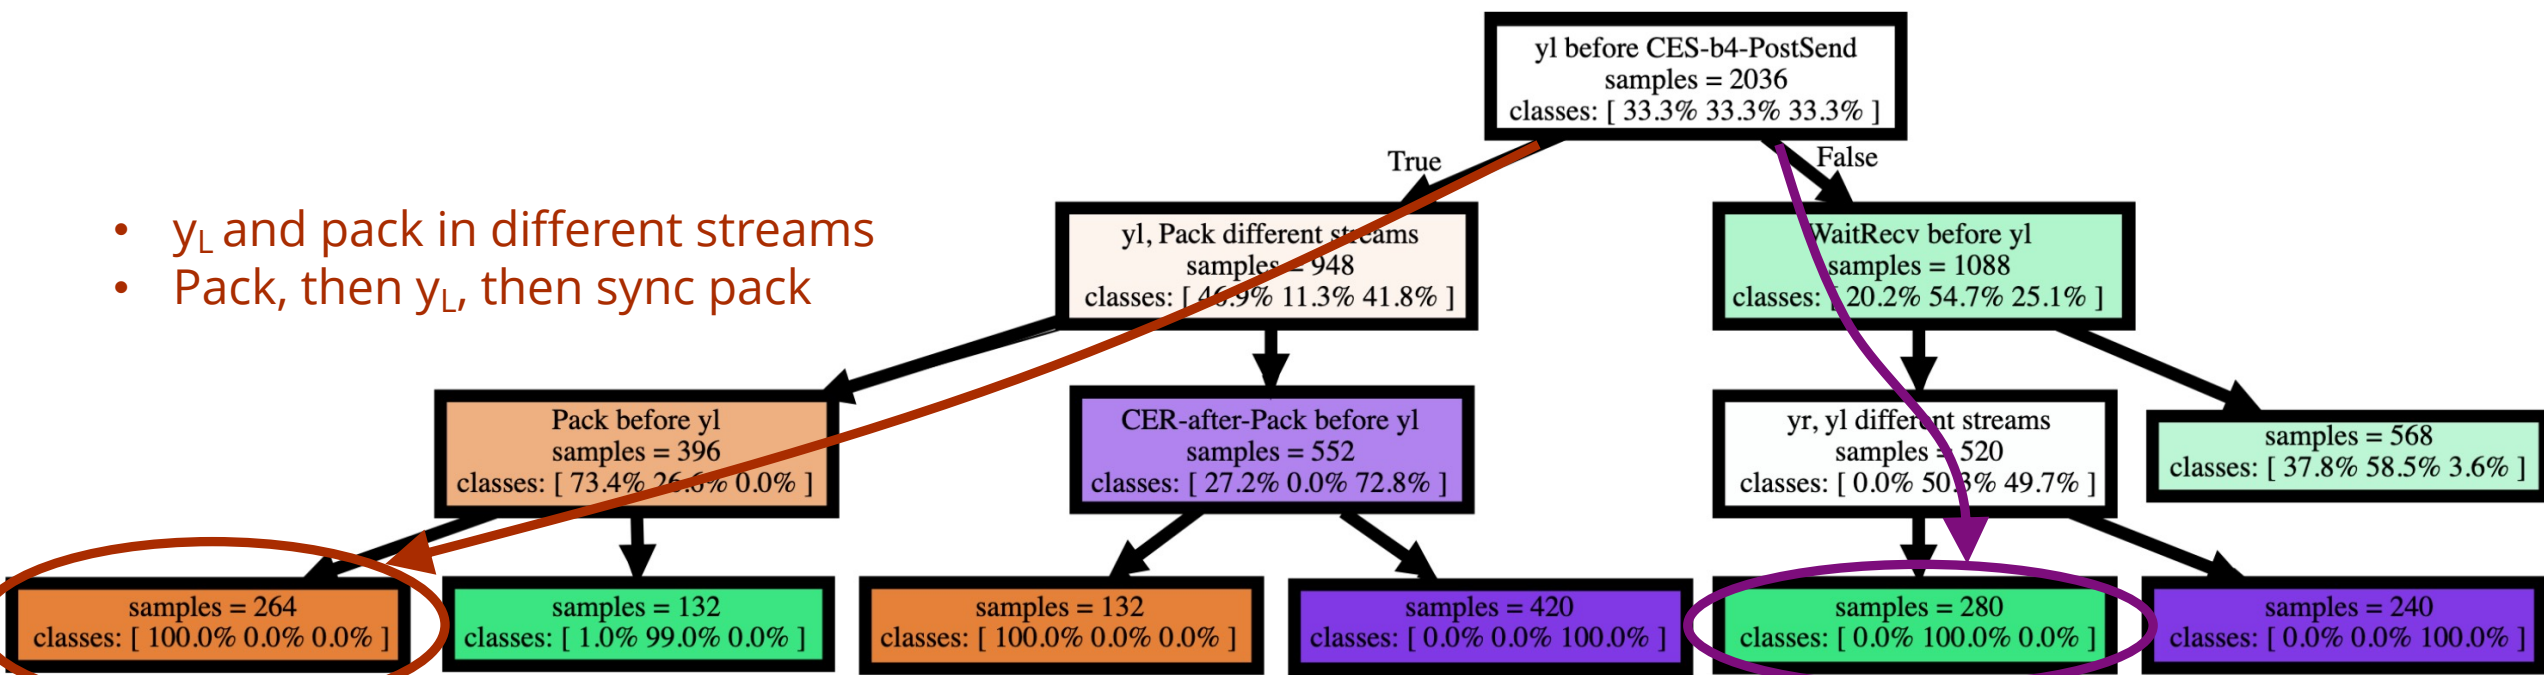 yl before CES-b4-PostSend
samples = 2036
classes: [ 33.3% 33.3% 33.3% ]
True
False
• yL and pack in different streams
• Pack, then yL, then sync pack
yl, Pack different streams
samples = 948
classes: [ 46.9% 11.3% 41.8% ]
WaitRecv before yl
samples = 1088
classes: [ 20.2% 54.7% 25.1% ]
Pack before yl
samples = 396
classes: [ 73.4% 26.6% 0.0% ]
CER-after-Pack before yl
samples = 552
classes: [ 27.2% 0.0% 72.8% ]
yr, yl different streams
samples = 520
classes: [ 0.0% 50.3% 49.7% ]
samples = 568
classes: [ 37.8% 58.5% 3.6% ]
samples = 264
classes: [ 100.0% 0.0% 0.0% ]
samples = 132
classes: [ 1.0% 99.0% 0.0% ]
samples = 132
classes: [ 100.0% 0.0% 0.0% ]
samples = 420
classes: [ 0.0% 0.0% 100.0% ]
samples = 280
classes: [ 0.0% 100.0% 0.0% ]
samples = 240
classes: [ 0.0% 0.0% 100.0% ]